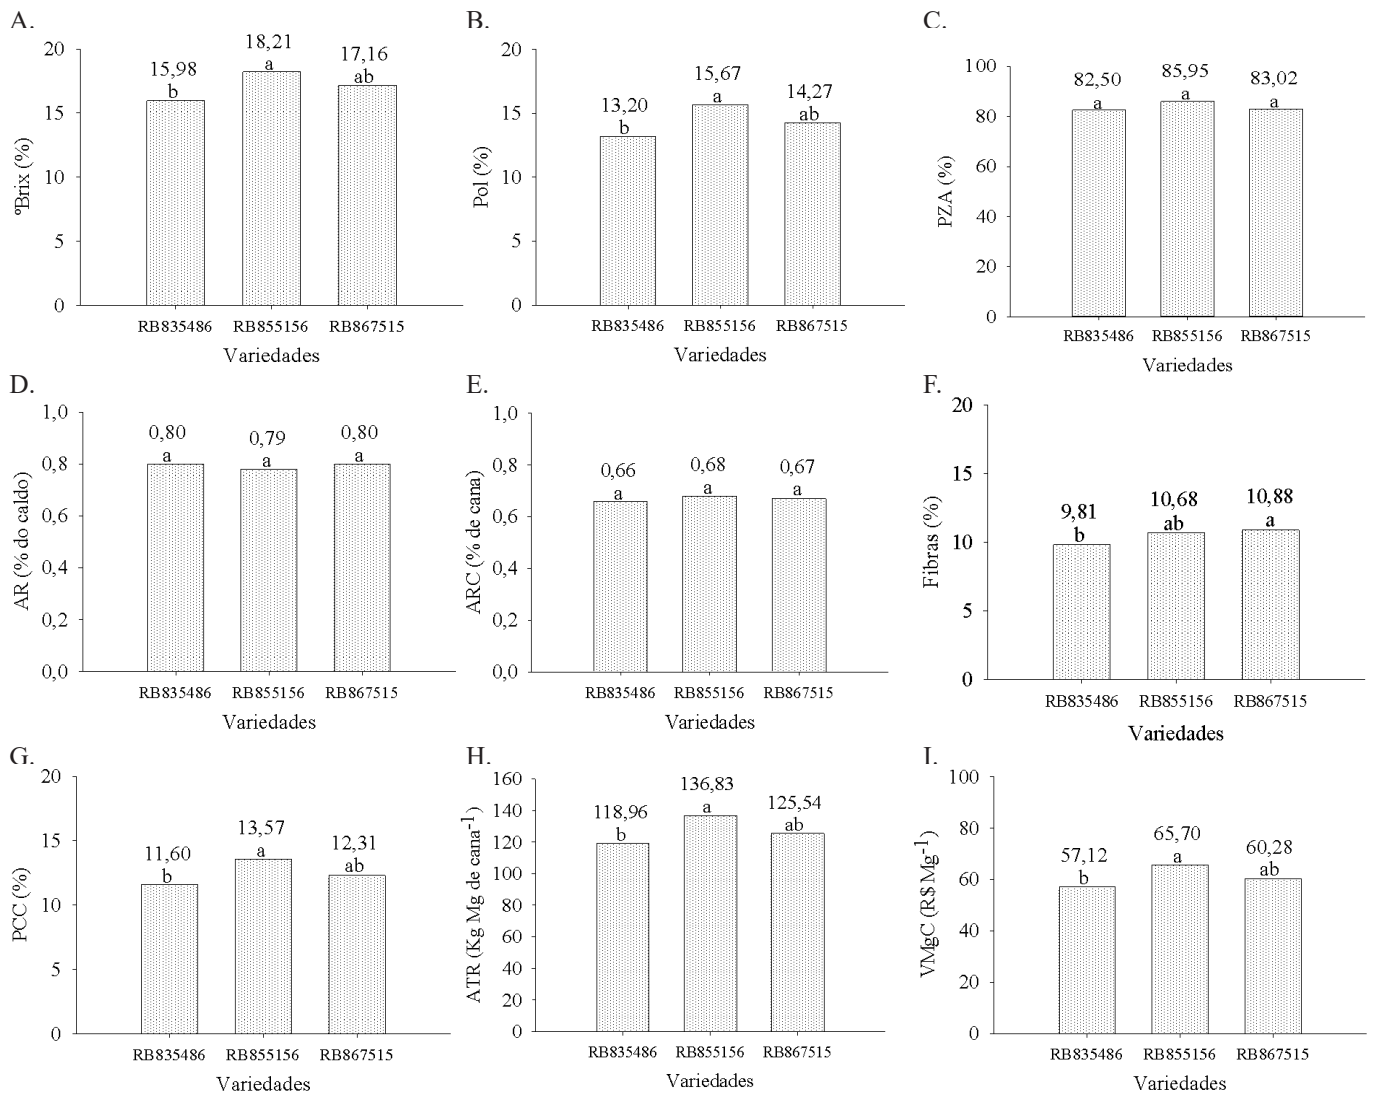 A.
ºBrix (%)
20
15
10
5
0
15,98
b
18,21
a
17,16
ab
RB835486
RB855156
RB867515
Variedades
B.
Pol (%)
20
15
10
5
0
13,20
b
15,67
a
14,27
ab
RB835486
RB855156
RB867515
Variedades
C.
PZA (%)
100
80
60
40
20
0
82,50
a
85,95
a
83,02
a
RB835486
RB855156
RB867515
Variedades
D.
AR (% do caldo)
1,0
0,8
0,6
0,4
0,2
0,0
0,80
a
0,79
a
0,80
a
RB835486
RB855156
RB867515
Variedades
E.
ARC (% de cana)
1,0
0,8
0,6
0,4
0,2
0,0
0,66
a
0,68
a
0,67
a
RB835486
RB855156
RB867515
Variedades
F.
Fibras (%)
20
15
10
5
0
9,81
b
10,68
ab
10,88
a
RB835486
RB855156
RB867515
Variedades
G.
PCC (%)
20
15
10
5
0
11,60
b
13,57
a
12,31
ab
RB835486
RB855156
RB867515
Variedades
H.
ATR (Kg Mg de cana⁻¹)
160
140
120
100
80
60
40
20
0
118,96
b
136,83
a
125,54
ab
RB835486
RB855156
RB867515
Variedades
I.
VMgC (R$ Mg⁻¹)
100
80
60
40
20
0
57,12
b
65,70
a
60,28
ab
RB835486
RB855156
RB867515
Variedades